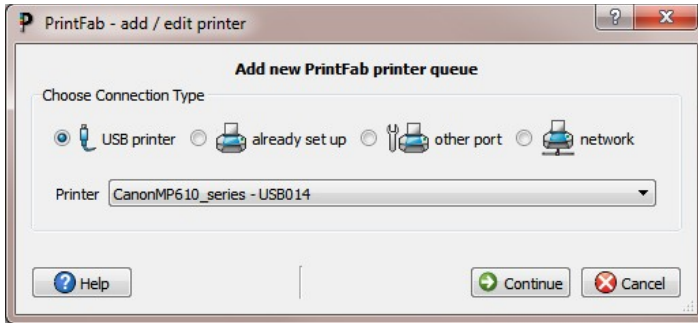 PrintFab - add / edit printer
Add new PrintFab printer queue
Choose Connection Type
USB printer already set up other port network
Printer CanonMP610_series - USB014
Help Continue Cancel